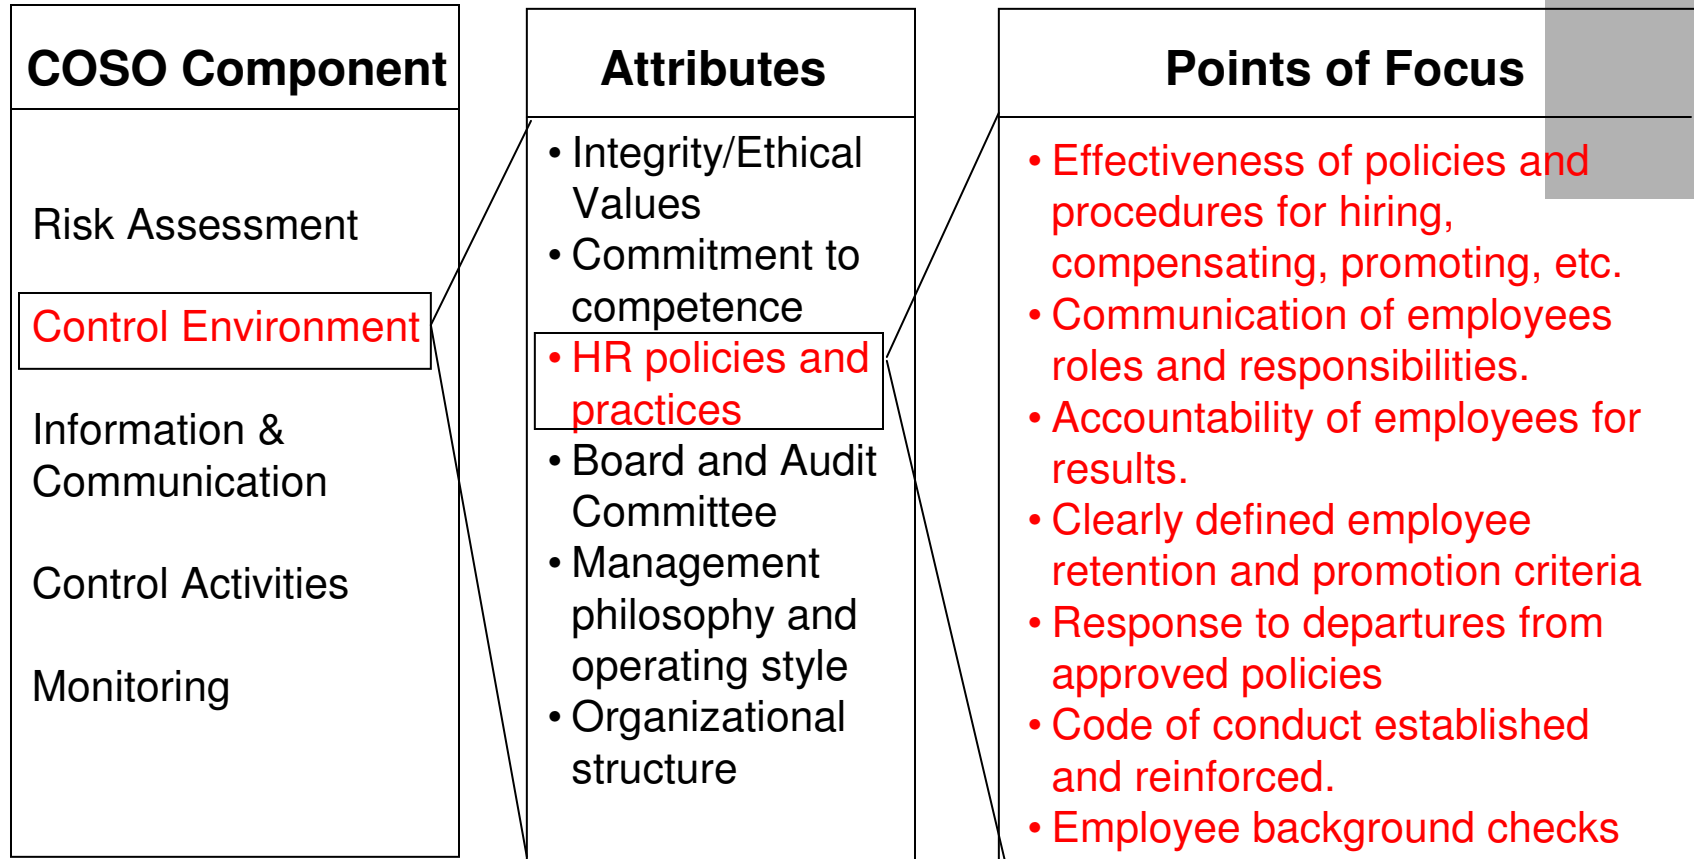 COSO Component
Risk Assessment
Control Environment
Information &
Communication
Control Activities
Monitoring
Attributes
• Integrity/Ethical
Values
• Commitment to
competence
• HR policies and
practices
• Board and Audit
Committee
• Management
philosophy and
operating style
• Organizational
structure
Points of Focus
• Effectiveness of policies and
procedures for hiring,
compensating, promoting, etc.
• Communication of employees
roles and responsibilities.
• Accountability of employees for
results.
• Clearly defined employee
retention and promotion criteria
• Response to departures from
approved policies
• Code of conduct established
and reinforced.
• Employee background checks